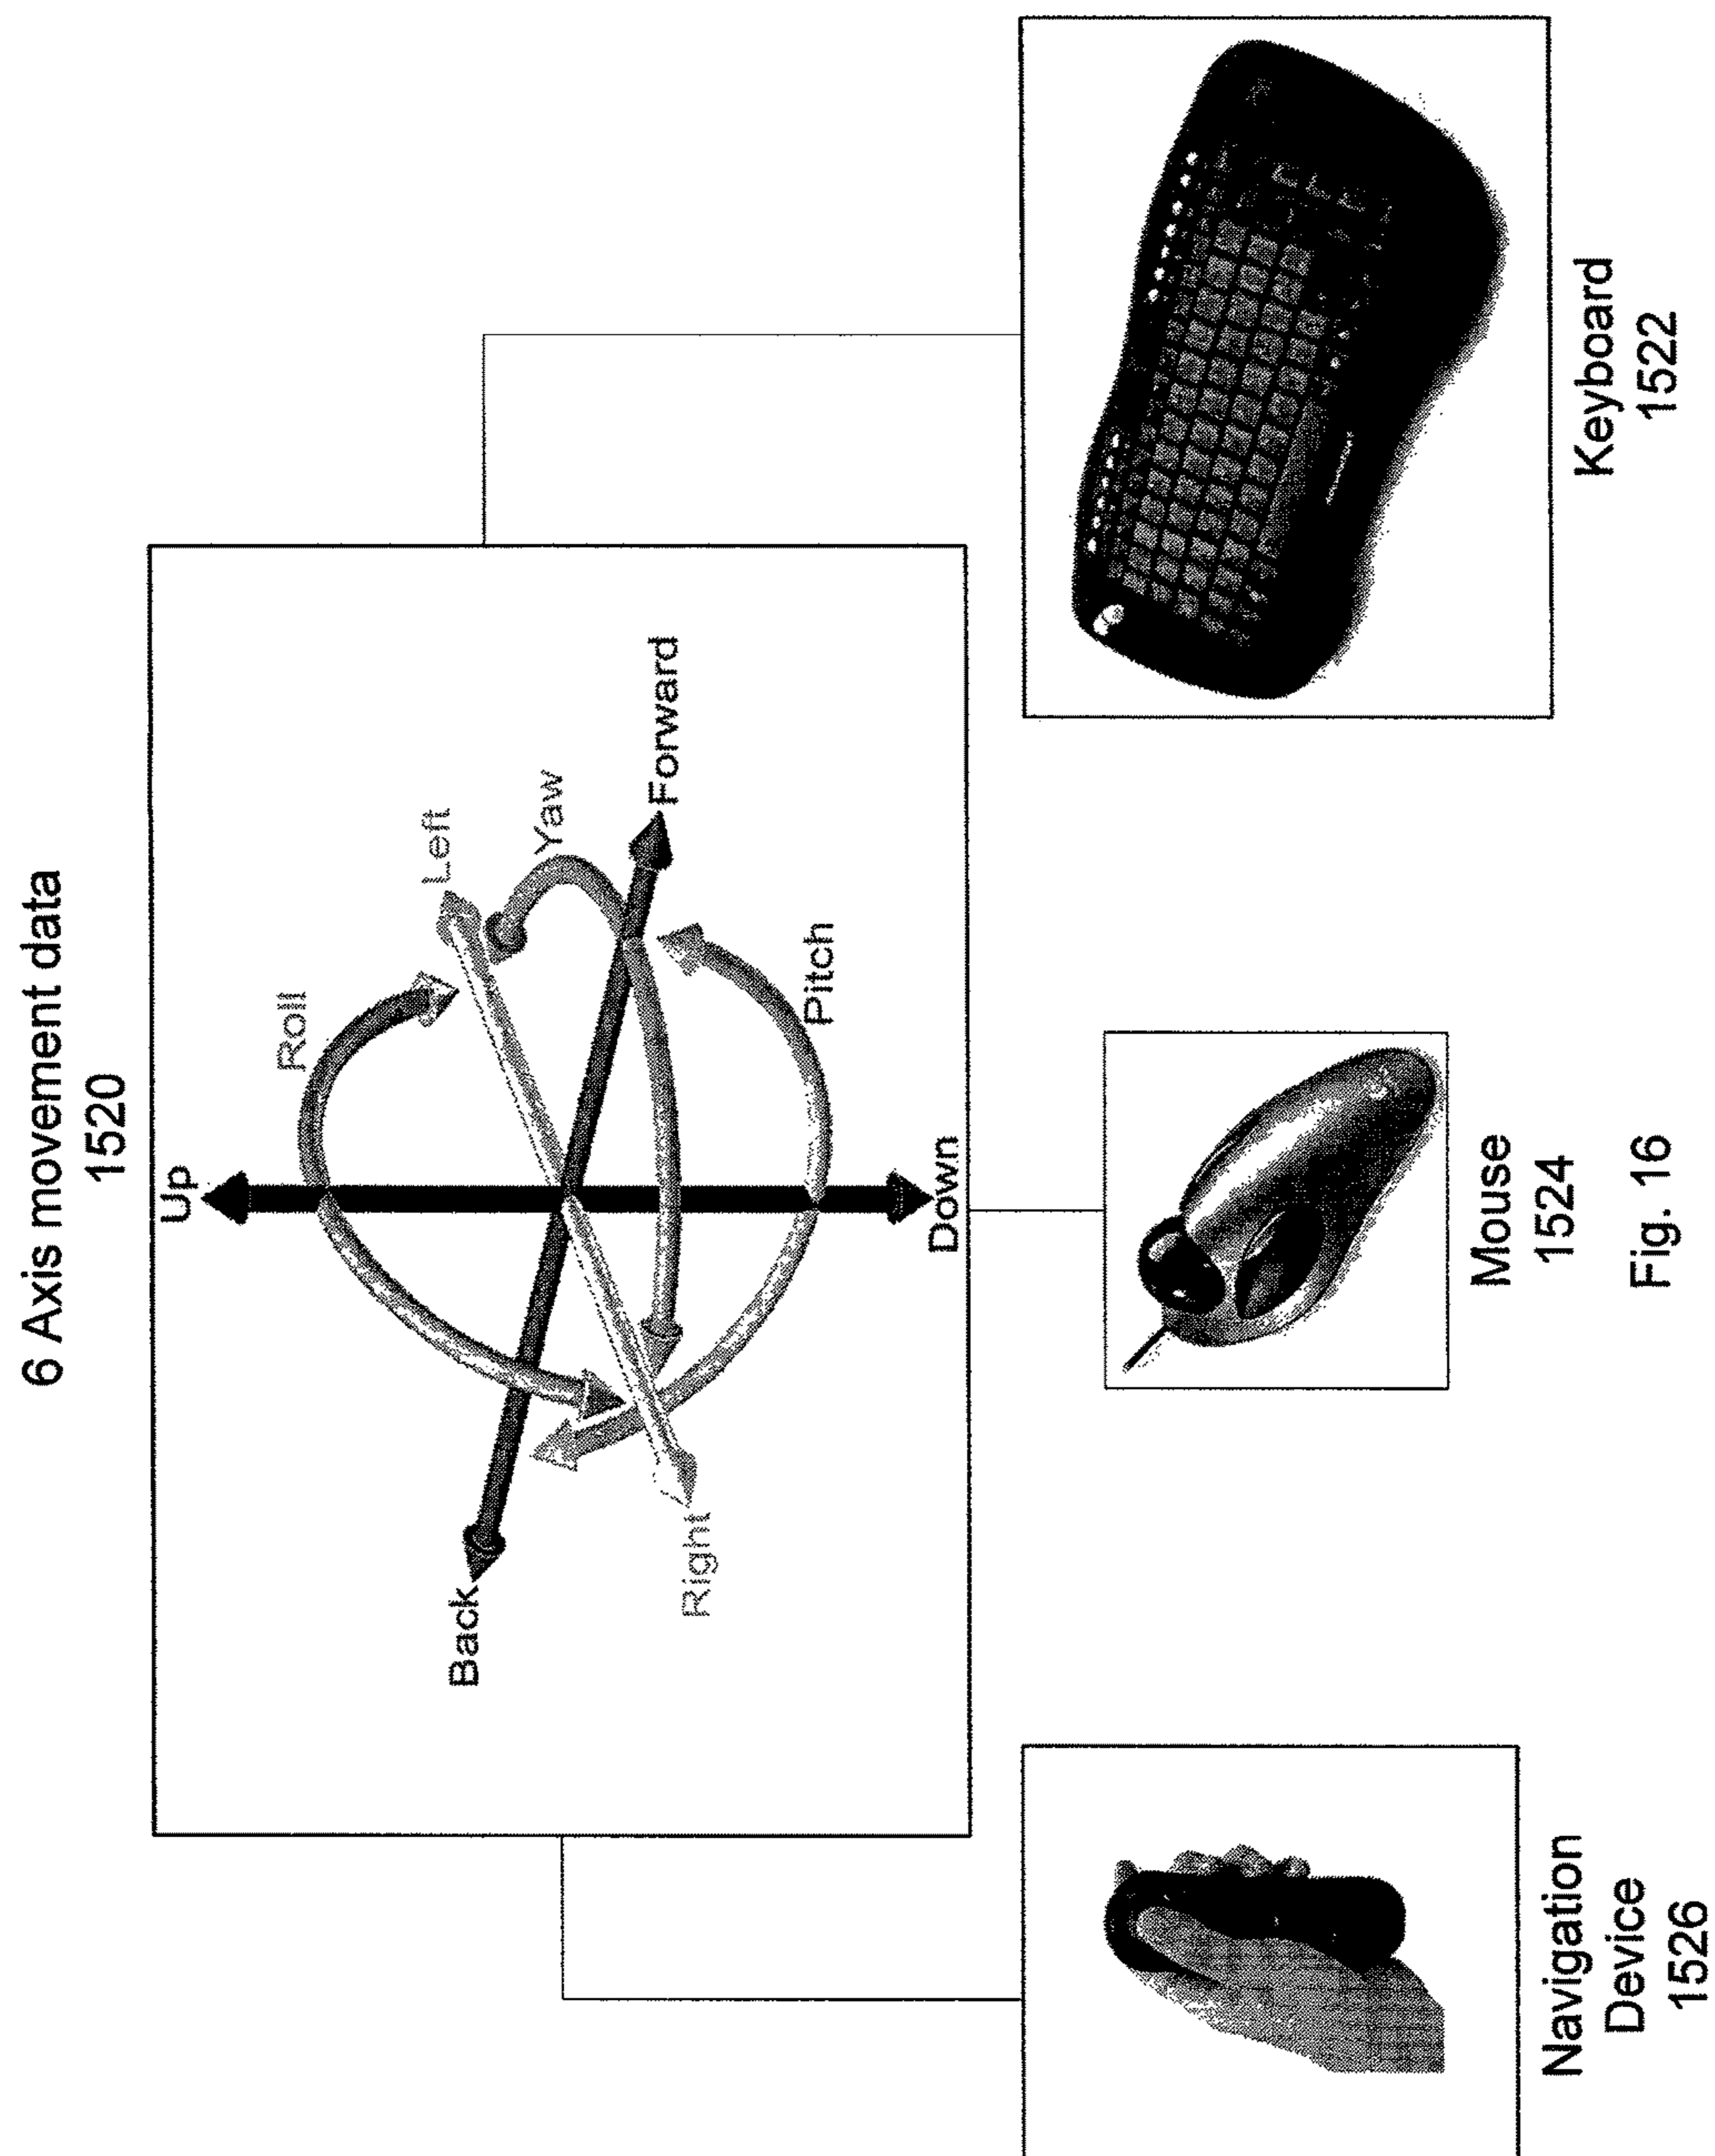 6 Axis movement data
1520
Up
Roll
Left
Yaw
Back
Forward
Right
Pitch
Down
Navigation
Device
1526
Mouse
1524
Keyboard
1522
Fig. 16